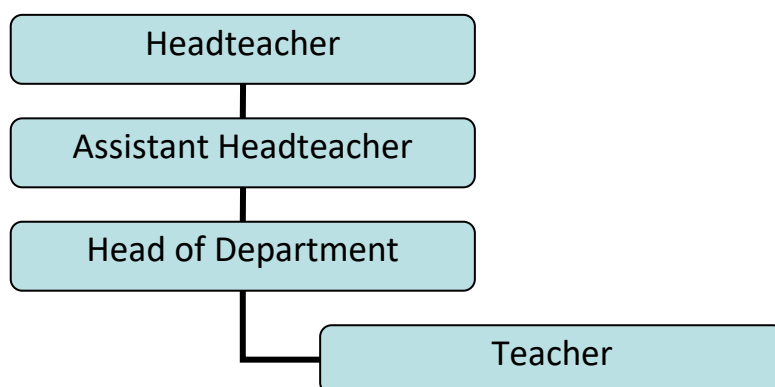 Headteacher
Assistant Headteacher
Head of Department
Teacher